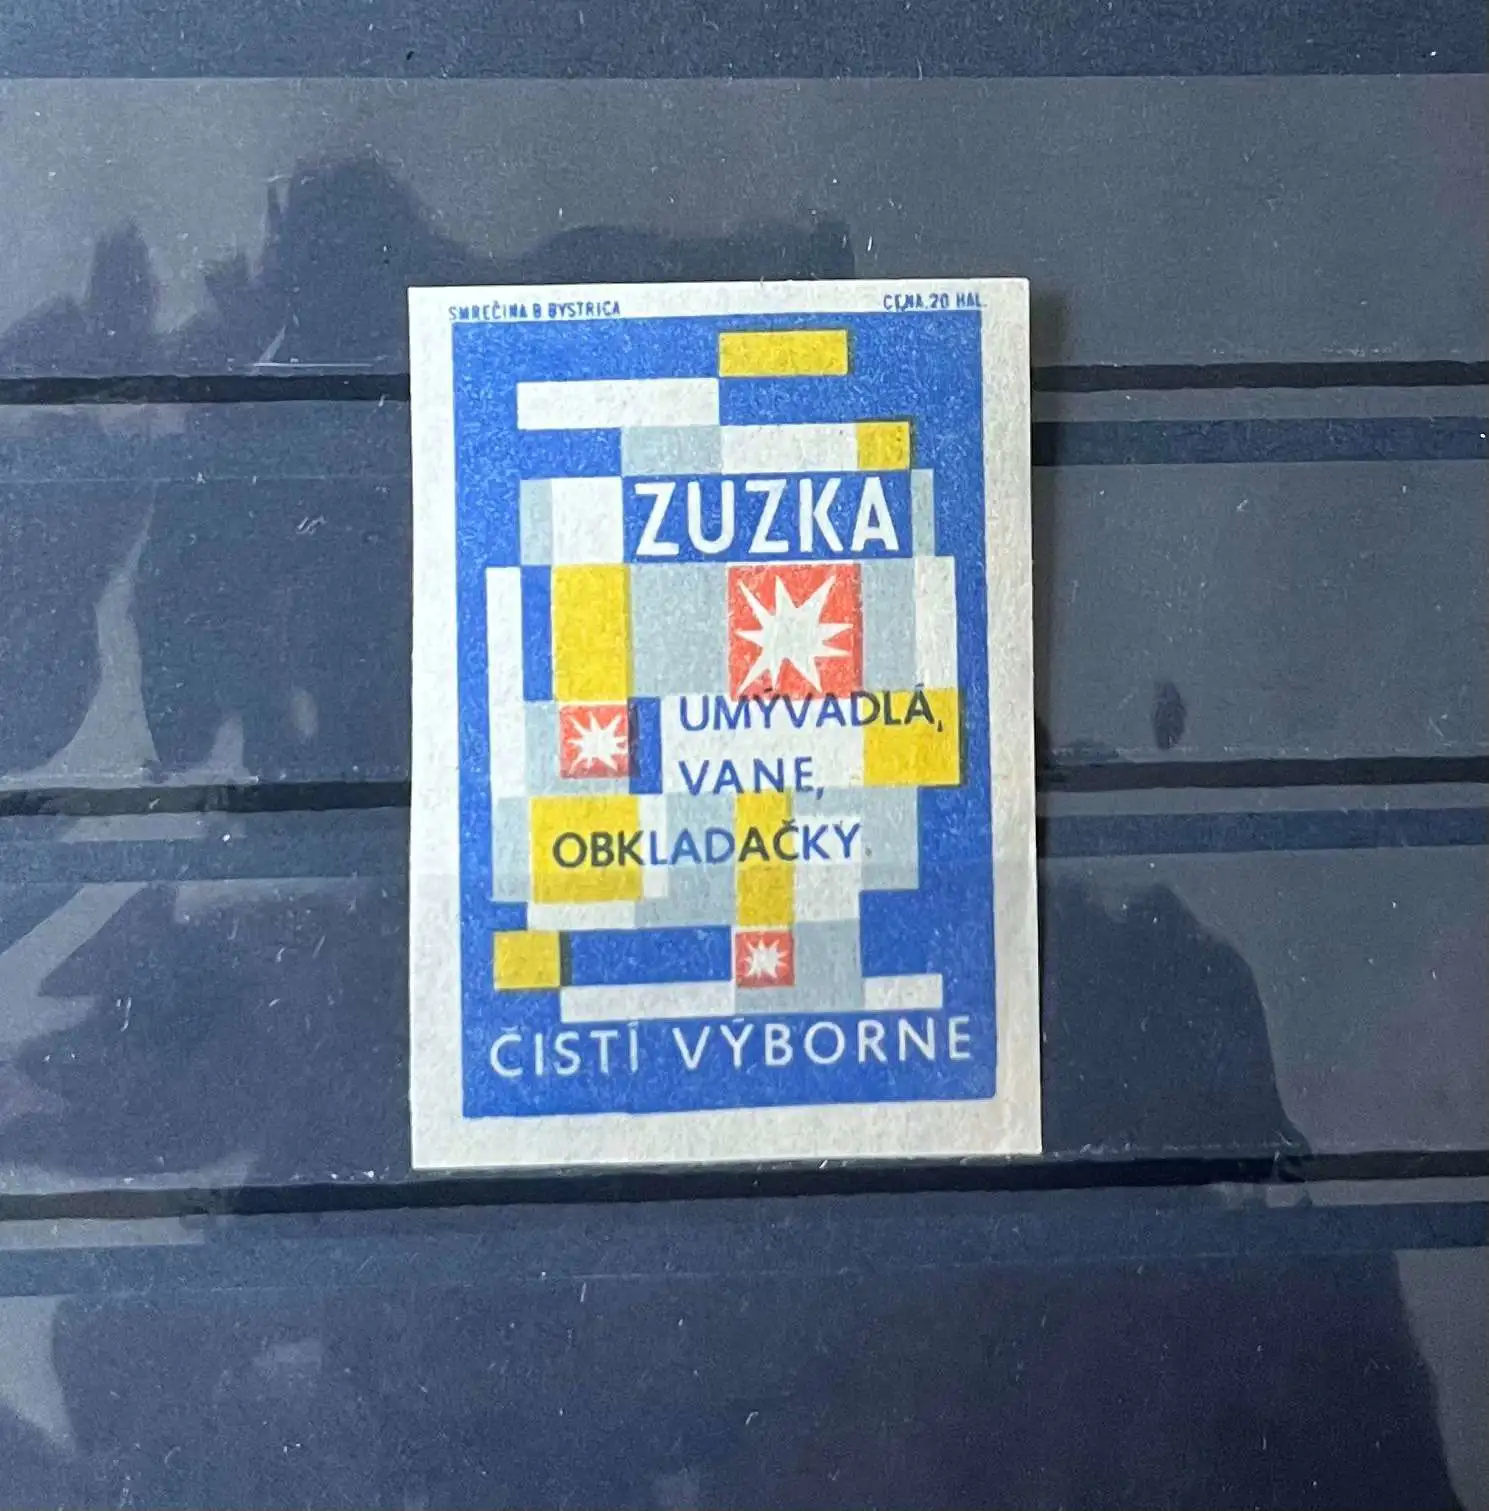 SMREČINA B BYSTRICA
CENA 20 HAL.
ZUZKA
UMÝVADLÁ,
VANE,
OBKLADAČKY.
ČISTÍ VÝBORNE